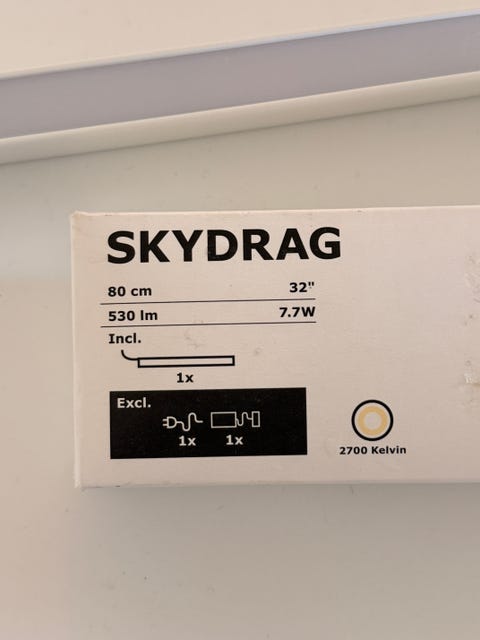 SKYDRAG
80 cm 32"
530 lm 7.7W
Incl.
1x
Excl.
1x 1x
2700 Kelvin